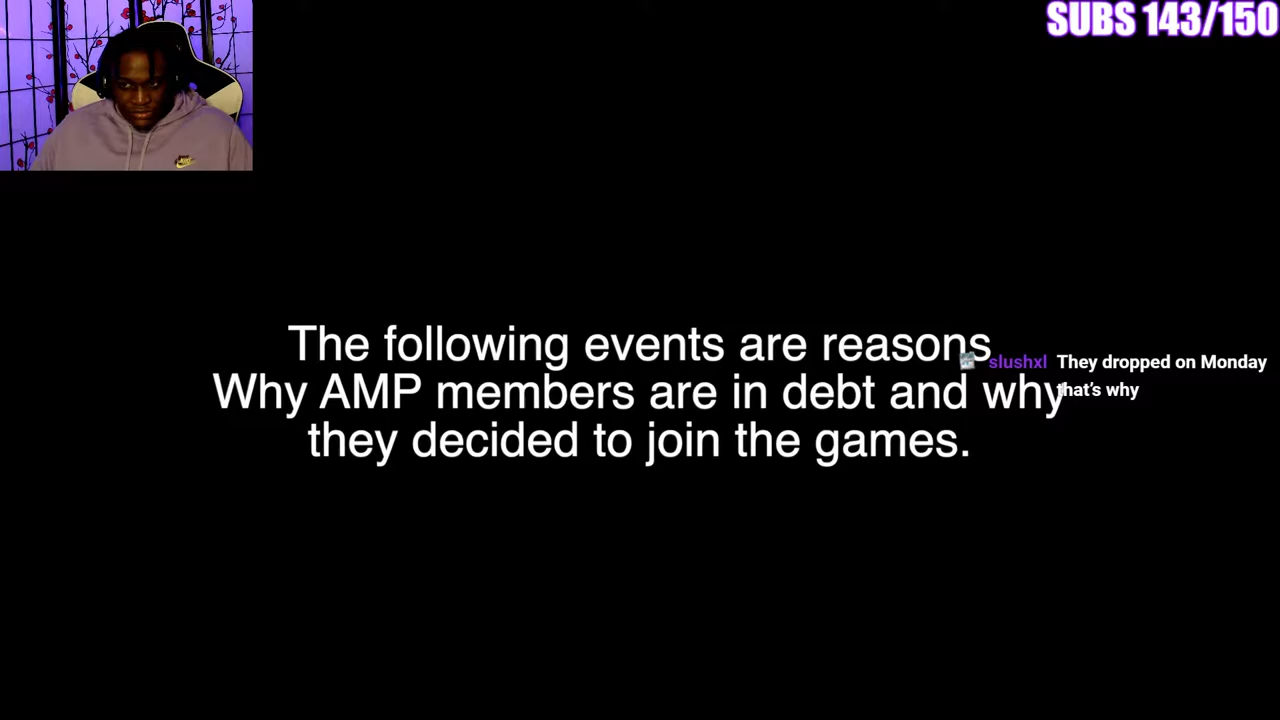 SUBS 143/150
The following events are reasons
Why AMP members are in debt and why
they decided to join the games.
slushxl They dropped on Monday
that's why